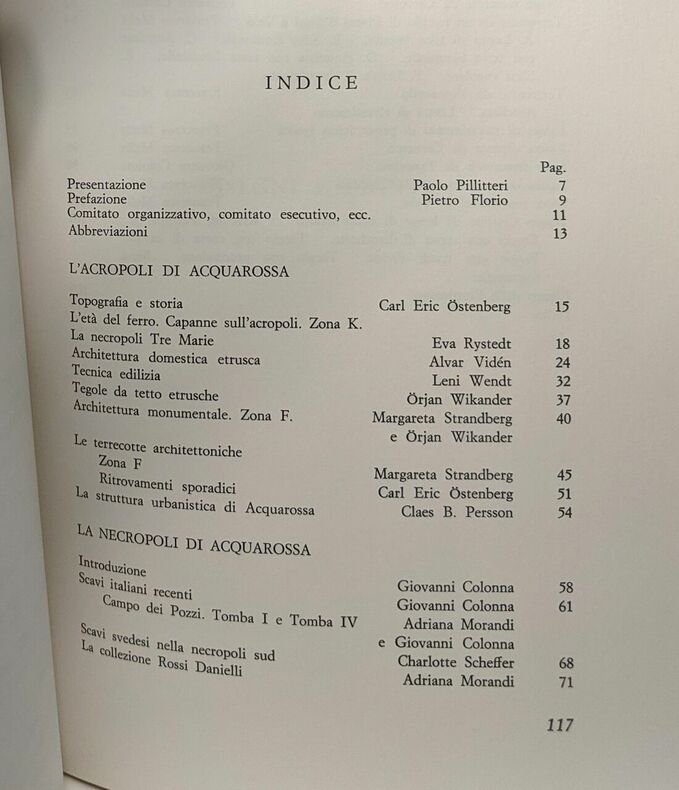 INDICE
Pag.
Presentazione Paolo Pillitteri 7
Prefazione Pietro Florio 9
Comitato organizzativo, comitato esecutivo, ecc. 11
Abbreviazioni 13
L'ACROPOLI DI ACQUAROSSA
Topografia e storia Carl Eric Östenberg 15
L'età del ferro. Capanne sull'acropoli. Zona K.
La necropoli Tre Marie Eva Rystedt 18
Architettura domestica etrusca Alvar Vidén 24
Tecnica edilizia Leni Wendt 32
Tegole da tetto etrusche Örjan Wikander 37
Architettura monumentale. Zona F. Margareta Strandberg 40
e Örjan Wikander
Le terrecotte architettoniche
Zona F Margareta Strandberg 45
Ritrovamenti sporadici Carl Eric Östenberg 51
La struttura urbanistica di Acquarossa Claes B. Persson 54
LA NECROPOLI DI ACQUAROSSA
Introduzione Giovanni Colonna 58
Scavi italiani recenti Giovanni Colonna 61
Campo dei Pozzi. Tomba I e Tomba IV Adriana Morandi
e Giovanni Colonna
Scavi svedesi nella necropoli sud Charlotte Scheffer 68
La collezione Rossi Danielli Adriana Morandi 71
117